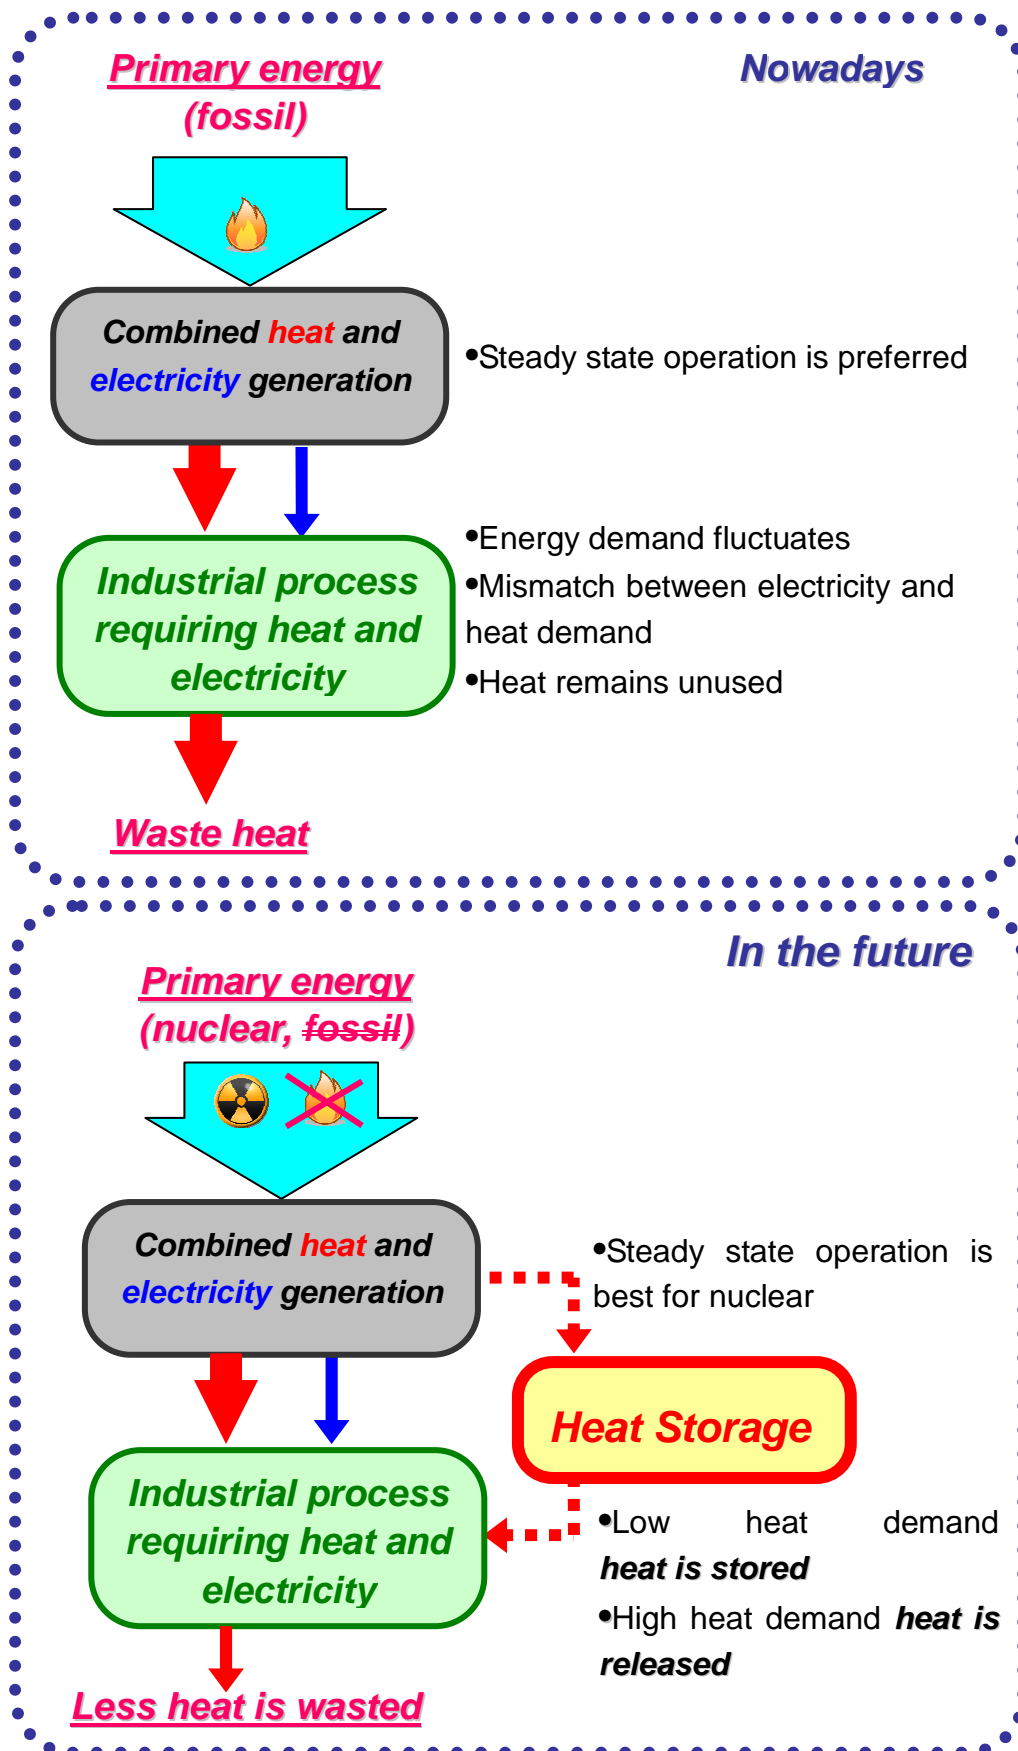 Primary energy
(fossil)
Nowadays
Combined heat and
electricity generation
•Steady state operation is preferred
Industrial process
requiring heat and
electricity
•Energy demand fluctuates
•Mismatch between electricity and
heat demand
•Heat remains unused
Waste heat
In the future
Primary energy
(nuclear, fossil)
Combined heat and
electricity generation
•Steady state operation is
best for nuclear
Heat Storage
Industrial process
requiring heat and
electricity
•Low heat demand
heat is stored
•High heat demand heat is
released
Less heat is wasted